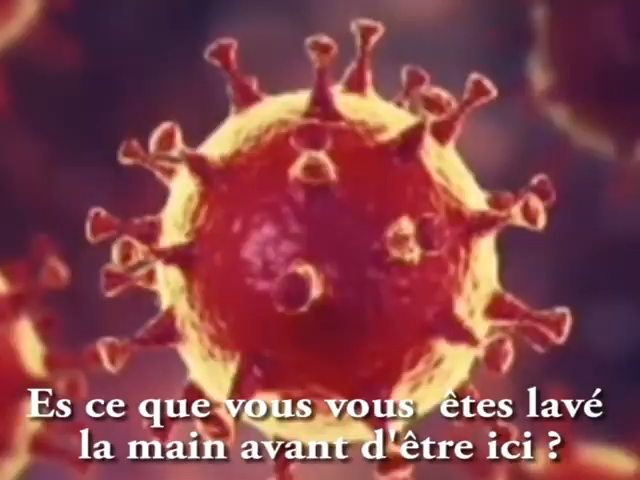 Es ce que vous vous êtes lavé
la main avant d'être ici ?